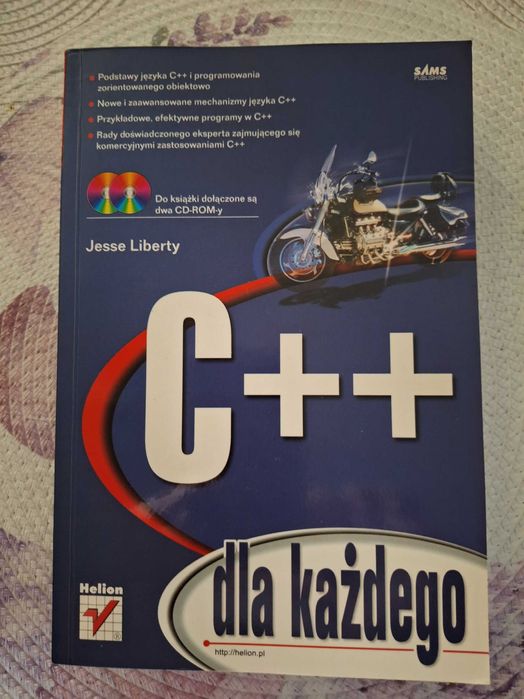 Podstawy języka C++ i programowania
zorientowanego obiektowo
Nowe i zaawansowane mechanizmy języka C++
Przykładowe, efektywne programy w C++
Rady doświadczonego eksperta zajmującego się
komercyjnymi zastosowaniami C++
SAMS
PUBLISHING
Do książki dołączone są
dwa CD-ROM-y
Jesse Liberty
C++
dla każdego
Helion
®
http://helion.pl